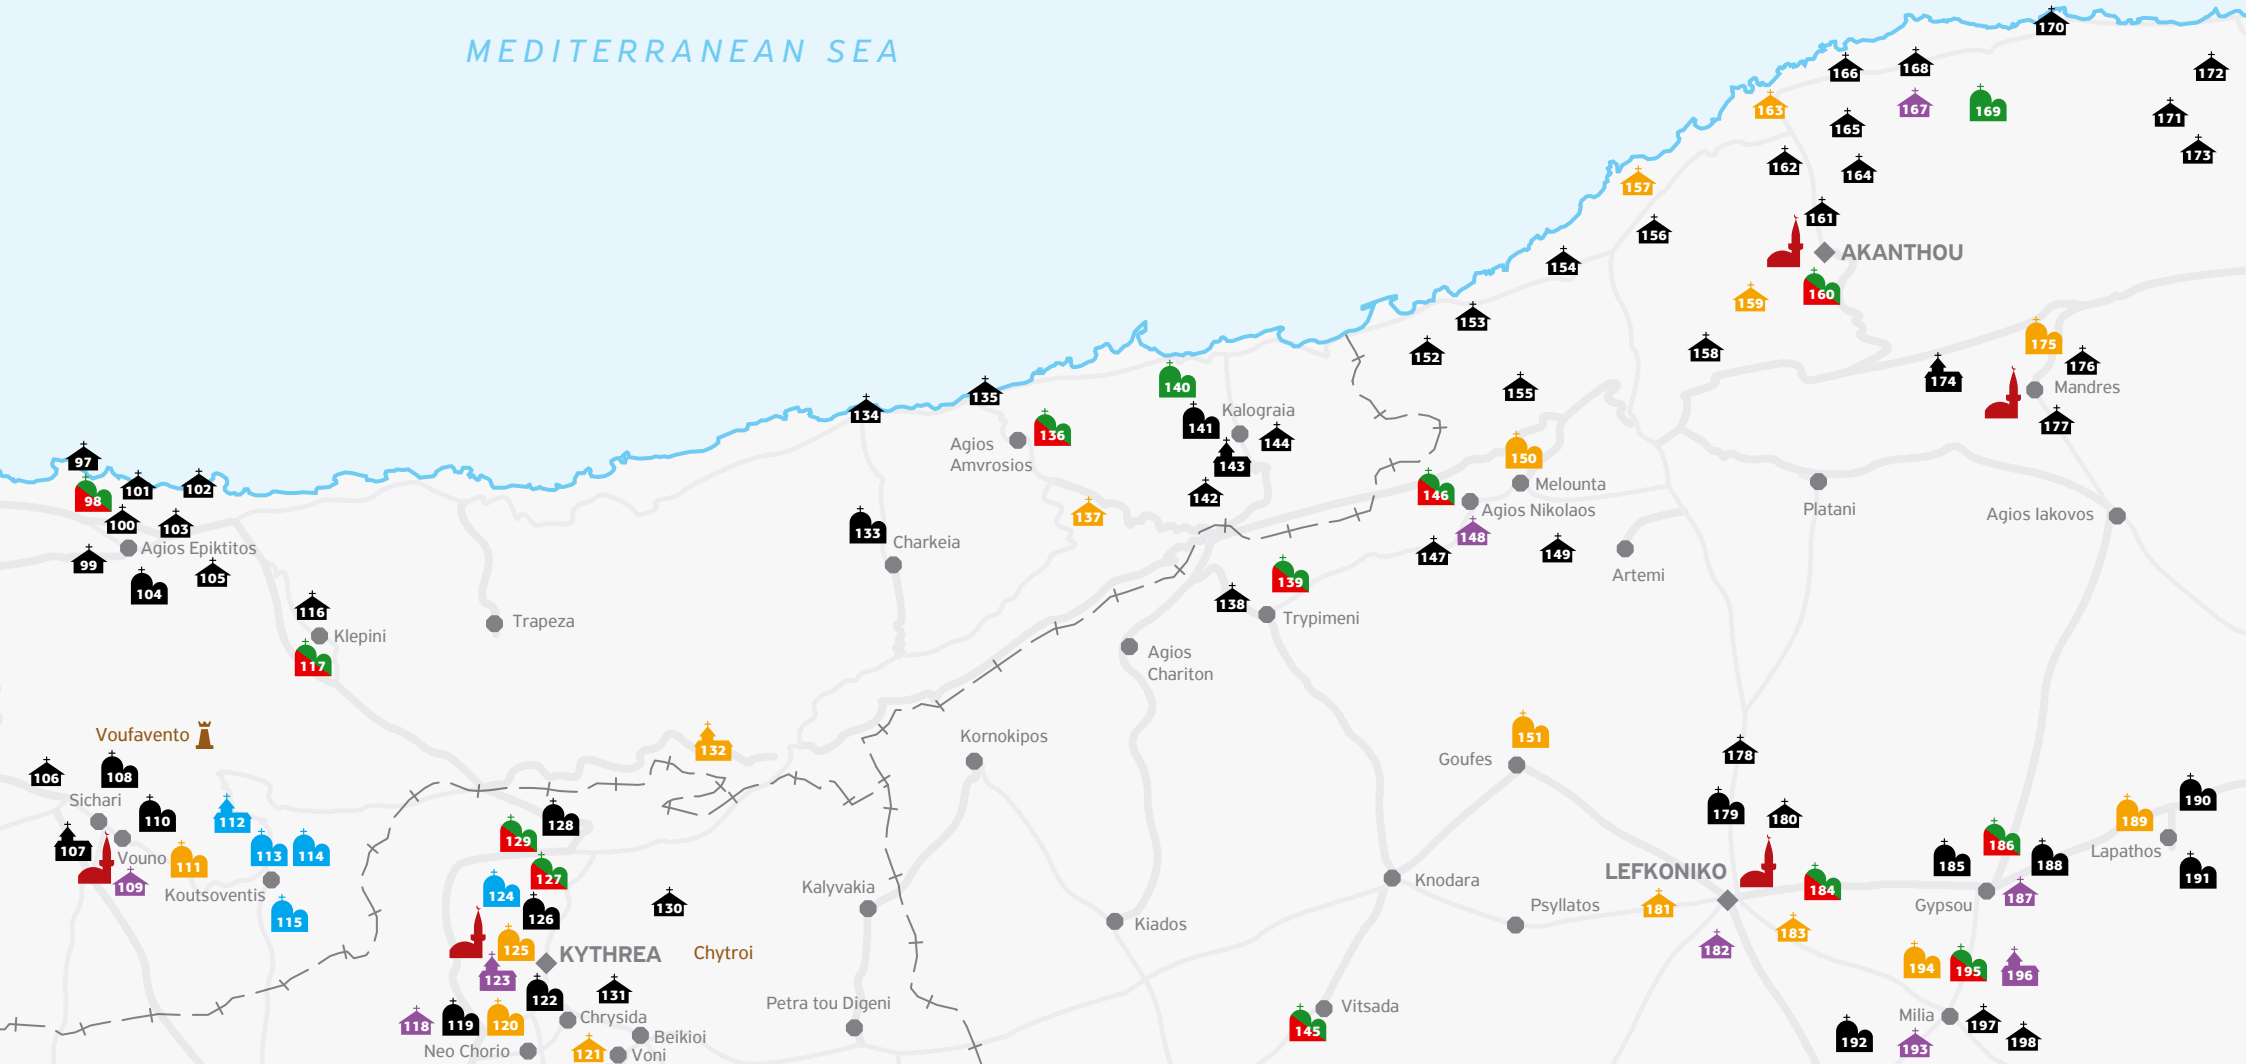 MEDITERRANEAN SEA
170
166
168
172
163
167
169
171
165
173
162
164
157
161
156
AKANTHOU
154
160
159
153
175
152
158
176
174
155
Mandres
140
135
134
Kalograia
141
144
177
136
Agios
Amvrosios
150
143
97
101
102
146
Melounta
98
142
Platani
137
Agios Nikolaos
Agios Iakovos
100
103
133
148
Charkeia
Agios Epiktitos
147
149
99
105
139
Artemi
104
138
116
Trypimeni
Trapeza
Klepini
117
Agios
Chariton
Voufavento
132
Kornokipos
151
Goufes
178
106
108
Sichari
110
112
128
179
180
190
189
129
107
113
114
186
Lapathos
Vouno
111
185
188
LEFKONIKO
127
109
Koutsoventis
Kalyvakia
Knodara
184
191
124
187
126
130
181
Psyllatos
Gypsou
115
Kiados
183
125
182
KYTHREA
Chytroi
194
195
196
123
122
131
Petra tou Digeni
Vitsada
118
119
120
Chrysida
145
Milia
197
Beikioi
192
198
Neo Chorio
121
Voni
193